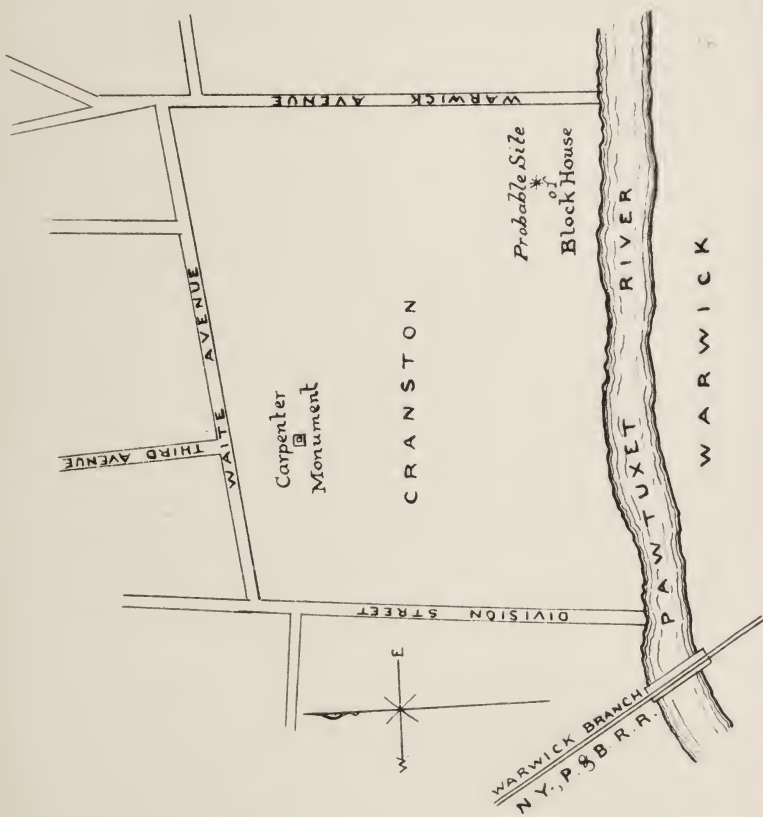 WARWICK AVENUE
Probable Site
of
Block House
WAITE AVENUE
THIRD AVENUE
Carpenter
Monument
CRANSTON
PAWTUXET RIVER
WARWICK
DIVISION STREET
W E
WARWICK BRANCH
N Y., P. & B. R. R.